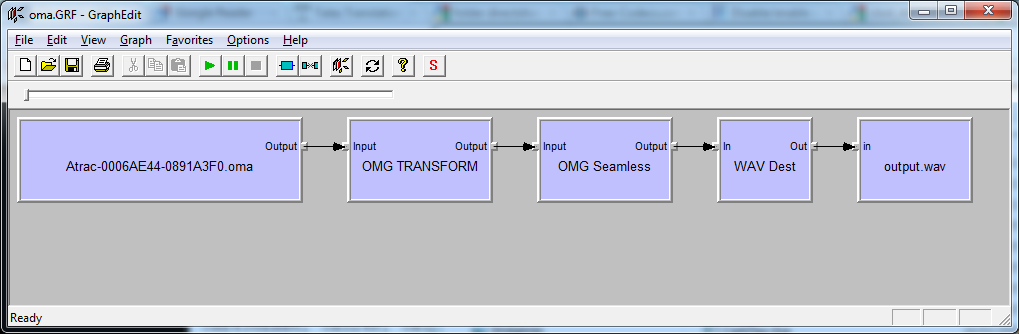 oma.GRF - GraphEdit
File Edit View Graph Favorites Options Help
S
Output Input Output Input Output In Out in
Atrac-0006AE44-0891A3F0.oma OMG TRANSFORM OMG Seamless WAV Dest output.wav
Ready